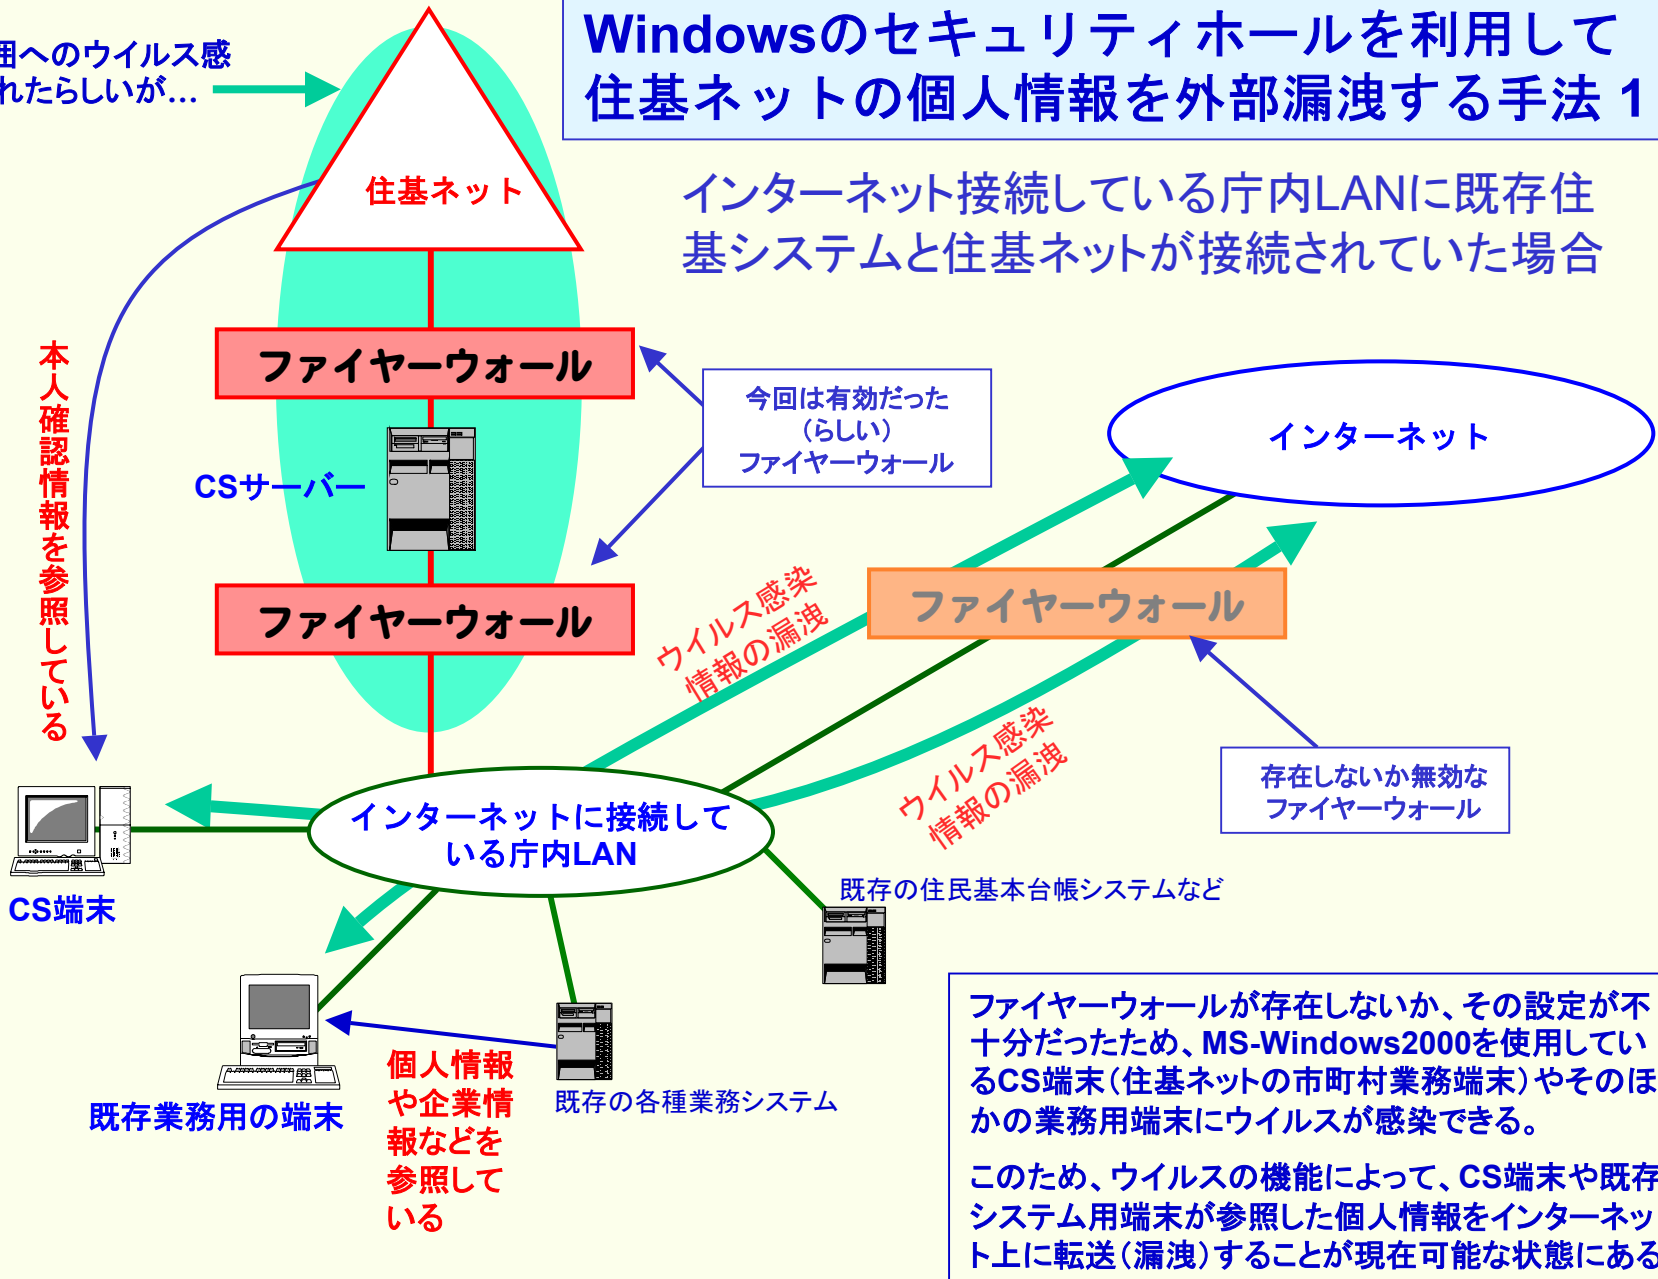 Windowsのセキュリティホールを利用して
住基ネットの個人情報を外部漏洩する手法 1
囲へのウイルス感
れたらしいが…
インターネット接続している庁内LANに既存住
基システムと住基ネットが接続されていた場合
住基ネット
ファイヤーウォール
今回は有効だった
（らしい）
ファイヤーウォール
インターネット
本人確認情報を参照している
CSサーバー
ファイヤーウォール
ウイルス感染
情報の漏洩
ファイヤーウォール
ウイルス感染
情報の漏洩
存在しないか無効な
ファイヤーウォール
インターネットに接続して
いる庁内LAN
CS端末
既存の住民基本台帳システムなど
既存業務用の端末
個人情報
や企業情
報などを
参照して
いる
既存の各種業務システム
ファイヤーウォールが存在しないか、その設定が不
十分だったため、MS-Windows2000を使用してい
るCS端末（住基ネットの市町村業務端末）やそのほ
かの業務用端末にウイルスが感染できる。
このため、ウイルスの機能によって、CS端末や既存
システム用端末が参照した個人情報をインターネッ
ト上に転送（漏洩）することが現在可能な状態にある